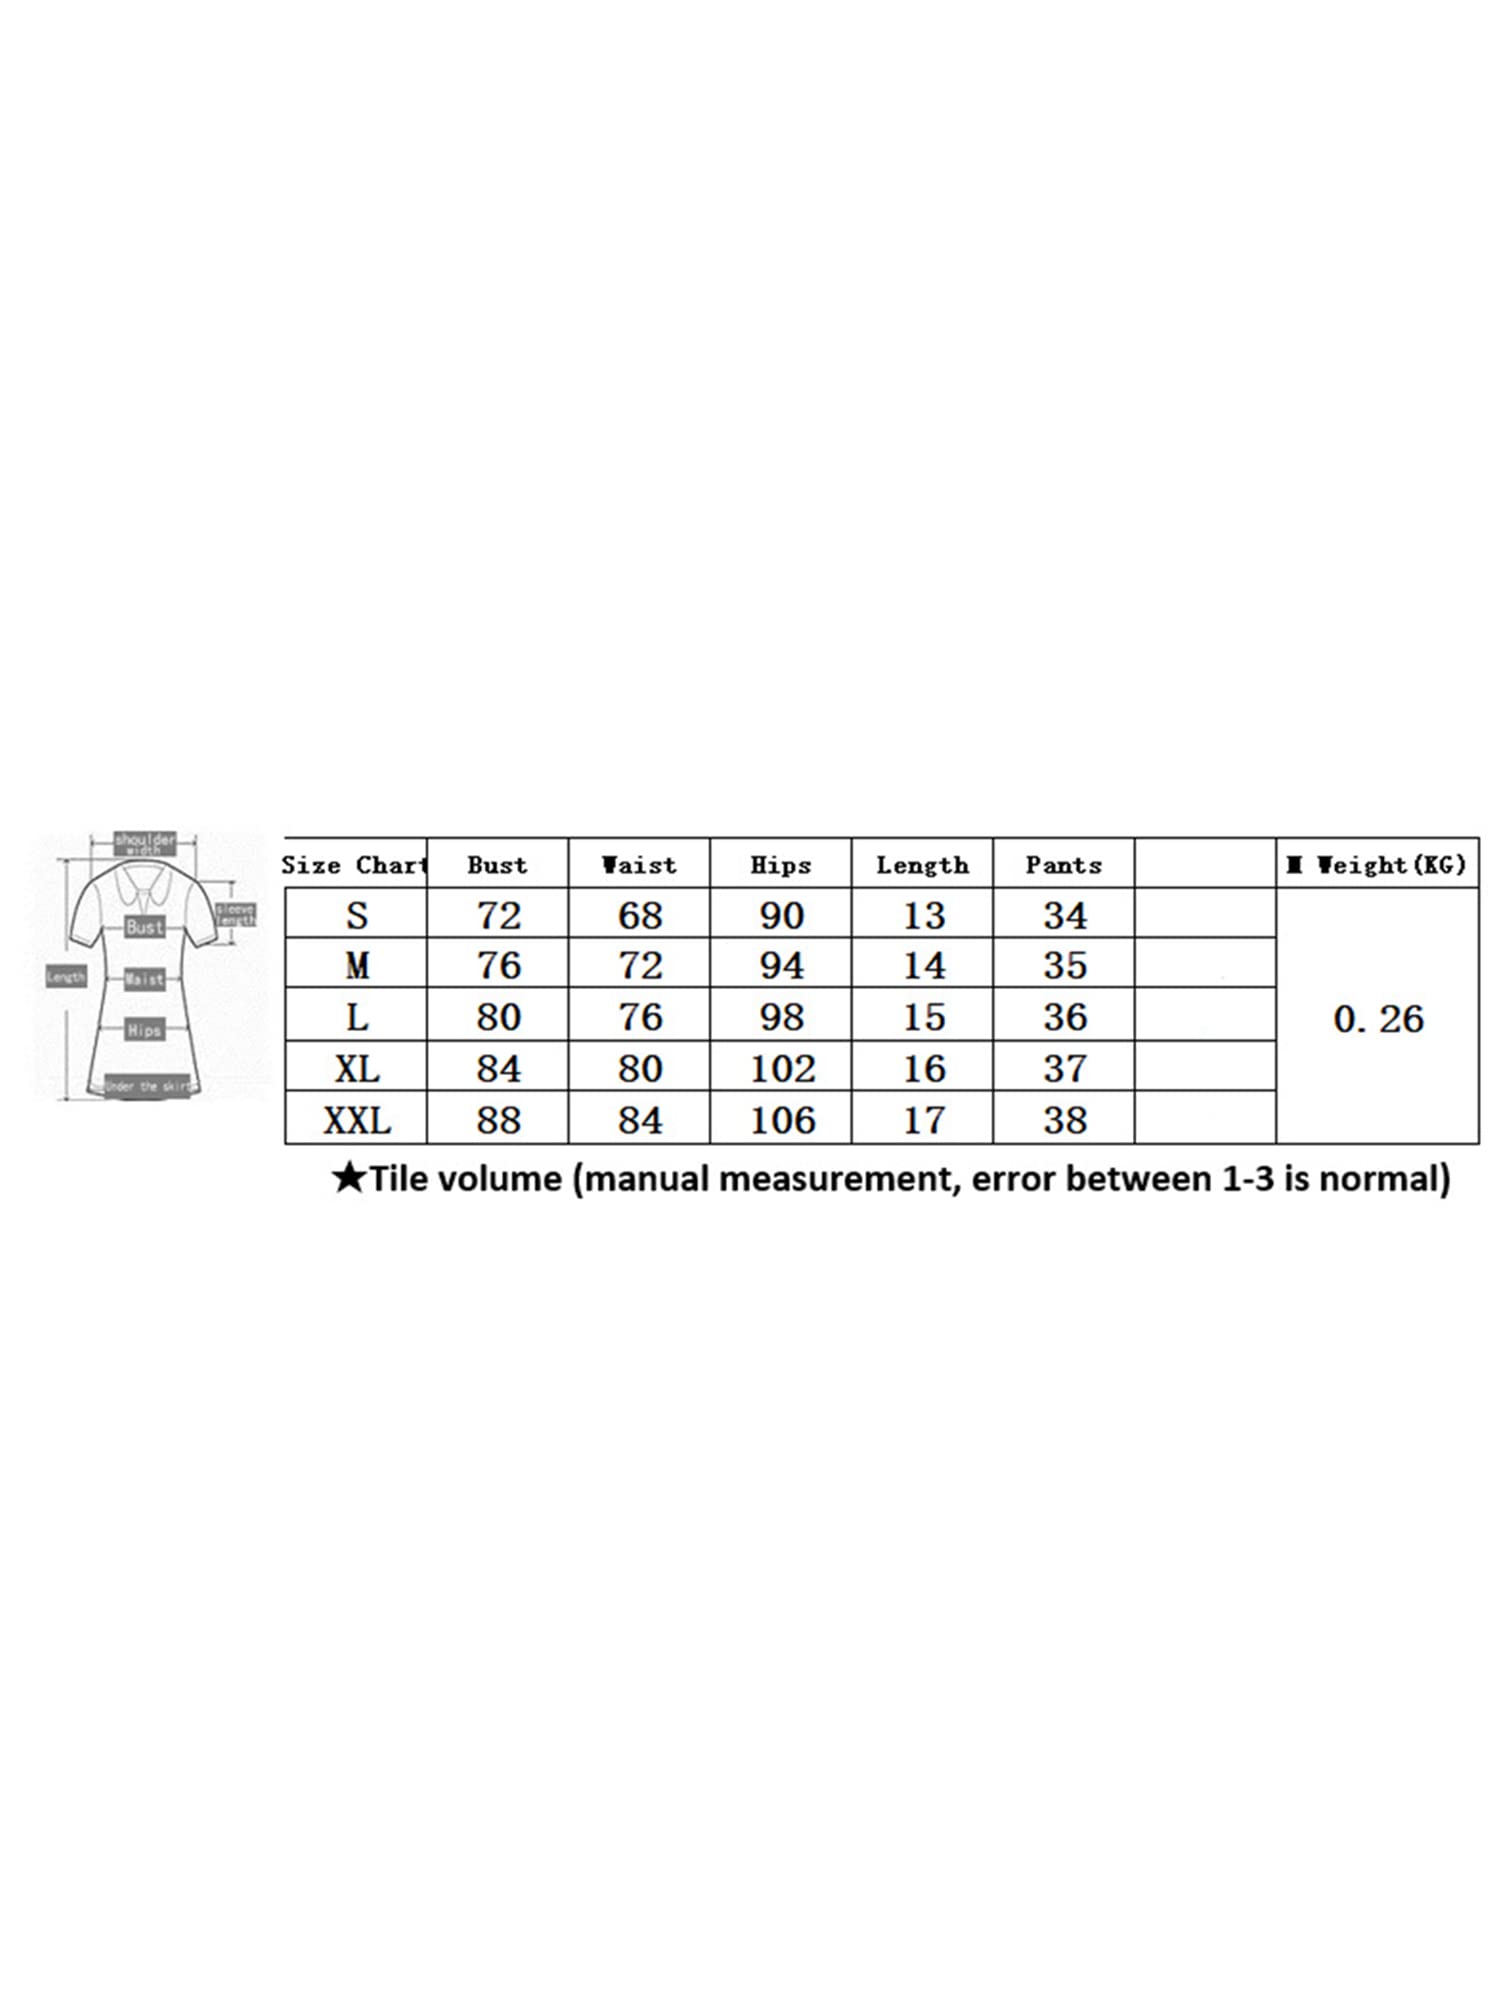 shoulder
width
sleeve
length
Bust
Length
Waist
Hips
Under the skirt
Size Chart Bust Waist Hips Length Pants M Weight(KG)
S 72 68 90 13 34
M 76 72 94 14 35
L 80 76 98 15 36 0.26
XL 84 80 102 16 37
XXL 88 84 106 17 38
★Tile volume (manual measurement, error between 1-3 is normal)